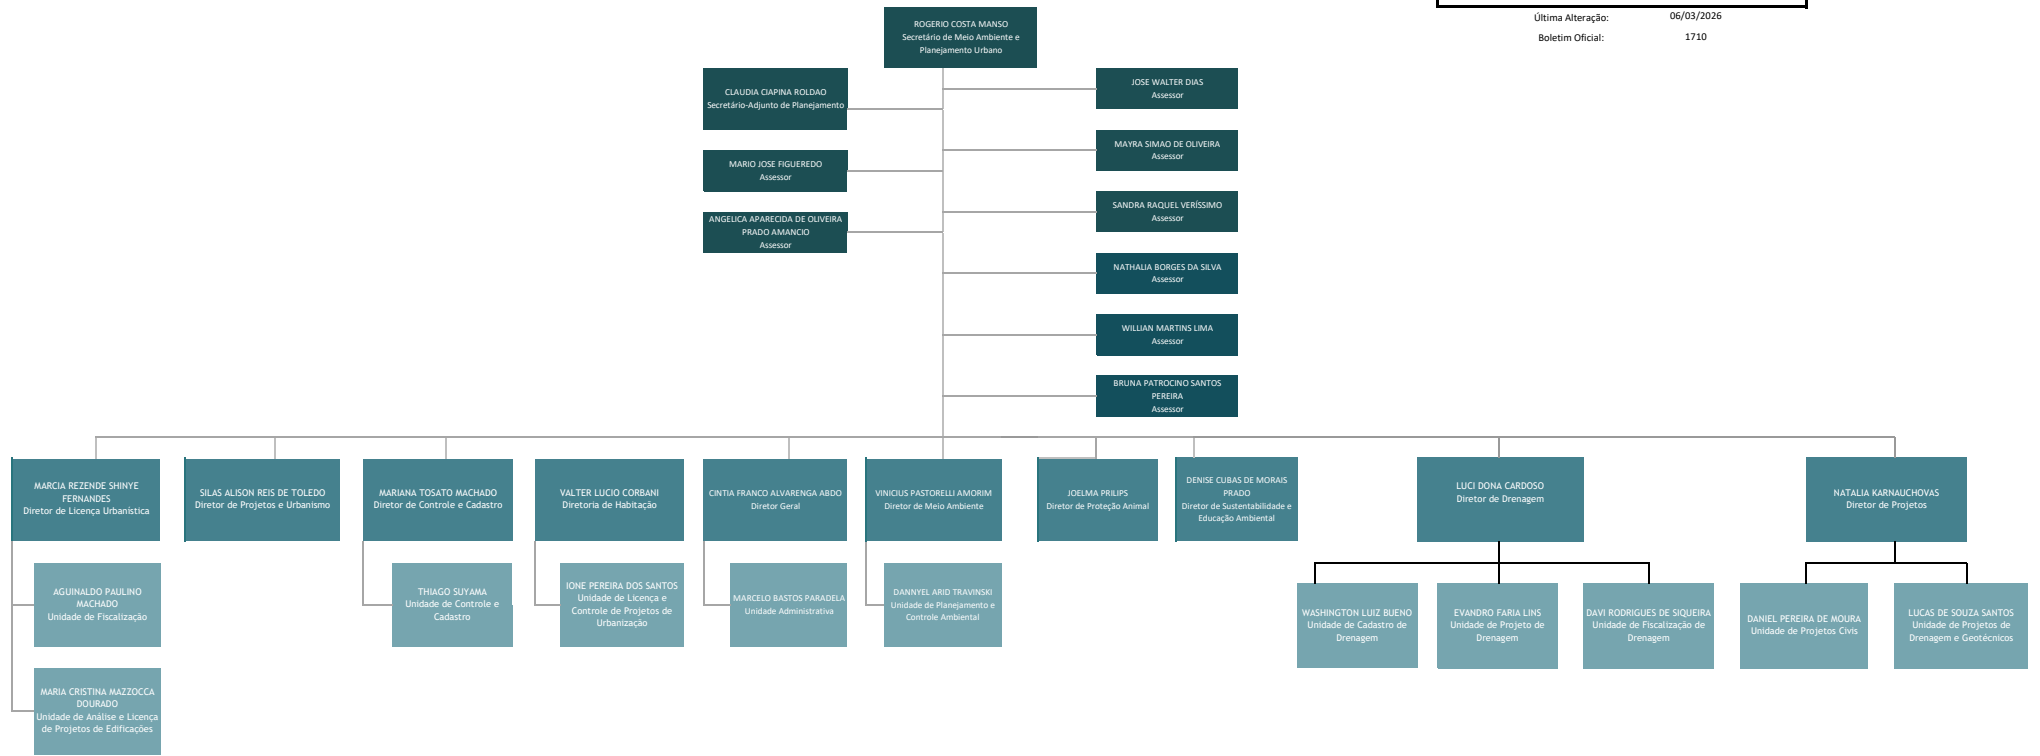 ROGERIO COSTA MANSO
Secretário de Meio Ambiente e
Planejamento Urbano
Última Alteração: 06/03/2026
Boletim Oficial: 1710
CLAUDIA CIAPINA ROLDAO
Secretário-Adjunto de Planejamento
JOSE WALTER DIAS
Assessor
MARIO JOSE FIGUEREDO
Assessor
MAYRA SIMAO DE OLIVEIRA
Assessor
ANGELICA APARECIDA DE OLIVEIRA
PRADO AMANCIO
Assessor
SANDRA RAQUEL VERÍSSIMO
Assessor
NATHALIA BORGES DA SILVA
Assessor
WILLIAN MARTINS LIMA
Assessor
BRUNA PATROCINO SANTOS
PEREIRA
Assessor
MARCIA REZENDE SHINYE
FERNANDES
Diretor de Licença Urbanística
SILAS ALISON REIS DE TOLEDO
Diretor de Projetos e Urbanismo
MARIANA TOSATO MACHADO
Diretor de Controle e Cadastro
VALTER LUCIO CORBANI
Diretoria de Habitação
CINTIA FRANCO ALVARENGA ABDO
Diretor Geral
VINICIUS PASTORELLI AMORIM
Diretor de Meio Ambiente
JOELMA PRILIPS
Diretor de Proteção Animal
DENISE CUBAS DE MORAIS
PRADO
Diretor de Sustentabilidade e
Educação Ambiental
LUCI DONA CARDOSO
Diretor de Drenagem
NATALIA KARNAUCHOVAS
Diretor de Projetos
AGUINALDO PAULINO
MACHADO
Unidade de Fiscalização
THIAGO SUYAMA
Unidade de Controle e
Cadastro
IONE PEREIRA DOS SANTOS
Unidade de Licença e
Controle de Projetos de
Urbanização
MARCELO BASTOS PARADELA
Unidade Administrativa
DANNYEL ARID TRAVINSKI
Unidade de Planejamento e
Controle Ambiental
WASHINGTON LUIZ BUENO
Unidade de Cadastro de
Drenagem
EVANDRO FARIA LINS
Unidade de Projeto de
Drenagem
DAVI RODRIGUES DE SIQUEIRA
Unidade de Fiscalização de
Drenagem
DANIEL PEREIRA DE MOURA
Unidade de Projetos Civis
LUCAS DE SOUZA SANTOS
Unidade de Projetos de
Drenagem e Geotécnicos
MARIA CRISTINA MAZZOCCA
DOURADO
Unidade de Análise e Licença
de Projetos de Edificações